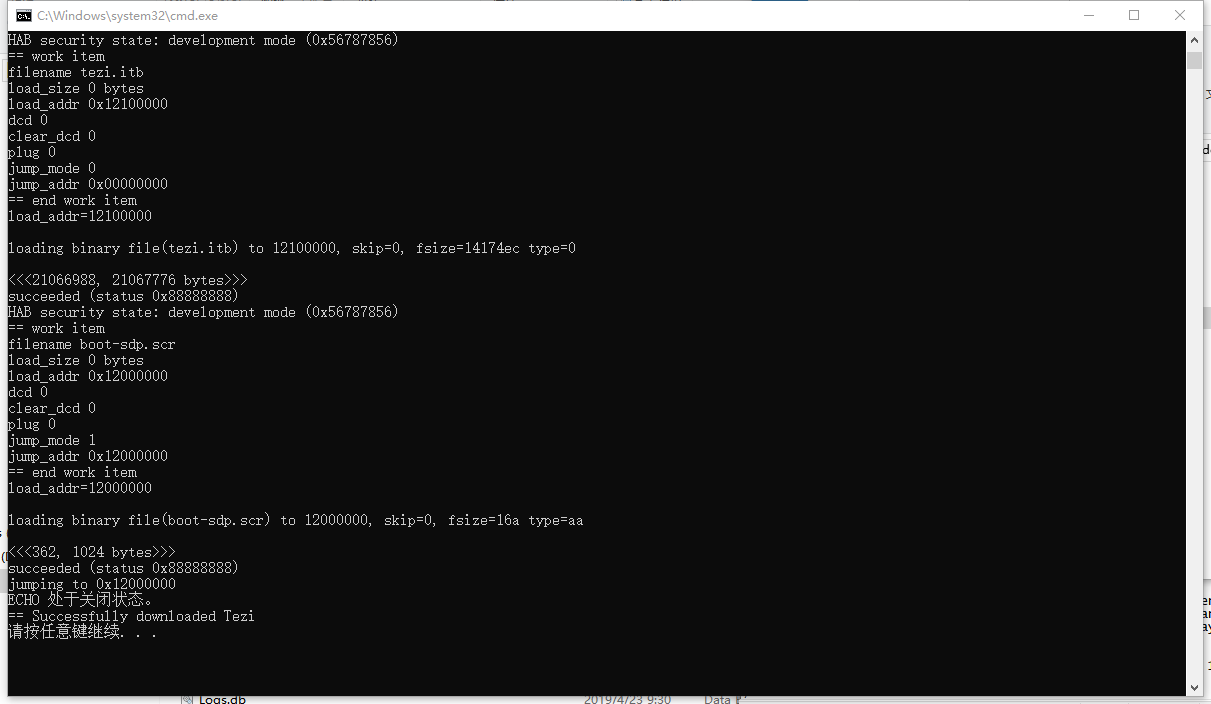 C:\Windows\system32\cmd.exe
HAB security state: development mode (0x56787856)
== work item
filename tezi.itb
load_size 0 bytes
load_addr 0x12100000
dcd 0
clear_dcd 0
plug 0
jump_mode 0
jump_addr 0x00000000
== end work item
load_addr=12100000
loading binary file(tezi.itb) to 12100000, skip=0, fsize=14174ec type=0
<<<21066988, 21067776 bytes>>>
succeeded (status 0x88888888)
HAB security state: development mode (0x56787856)
== work item
filename boot-sdp.scr
load_size 0 bytes
load_addr 0x12000000
dcd 0
clear_dcd 0
plug 0
jump_mode 1
jump_addr 0x12000000
== end work item
load_addr=12000000
loading binary file(boot-sdp.scr) to 12000000, skip=0, fsize=16a type=aa
<<<362, 1024 bytes>>>
succeeded (status 0x88888888)
jumping to 0x12000000
ECHO 处于关闭状态。
== Successfully downloaded Tezi
请按任意键继续. . .
Logs.db 2019/4/23 9:30 Data